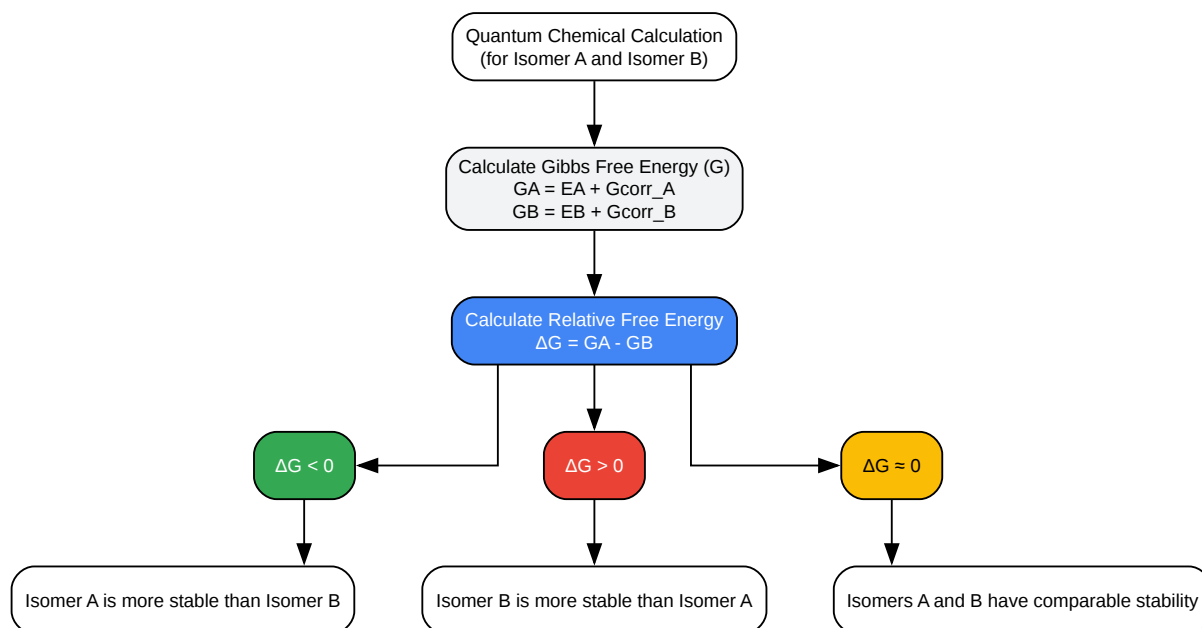 Quantum Chemical Calculation
(for Isomer A and Isomer B)
Calculate Gibbs Free Energy (G)
GA = EA + Gcorr_A
GB = EB + Gcorr_B
Calculate Relative Free Energy
ΔG = GA - GB
ΔG < 0
ΔG > 0
ΔG ≈ 0
Isomer A is more stable than Isomer B
Isomer B is more stable than Isomer A
Isomers A and B have comparable stability